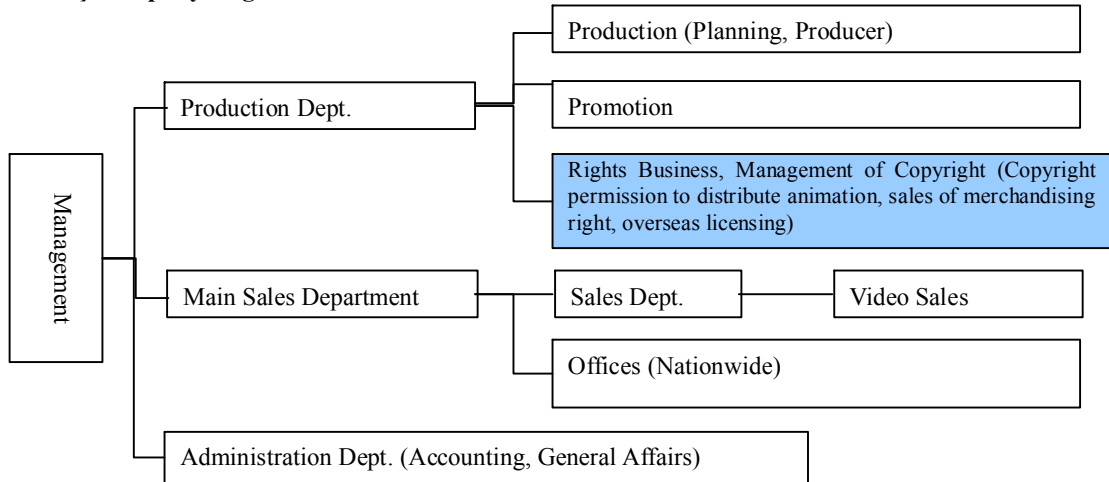 Production (Planning, Producer)
Production Dept.
Promotion
Rights Business, Management of Copyright (Copyright
permission to distribute animation, sales of merchandising
right, overseas licensing)
Management
Main Sales Department
Sales Dept.
Video Sales
Offices (Nationwide)
Administration Dept. (Accounting, General Affairs)